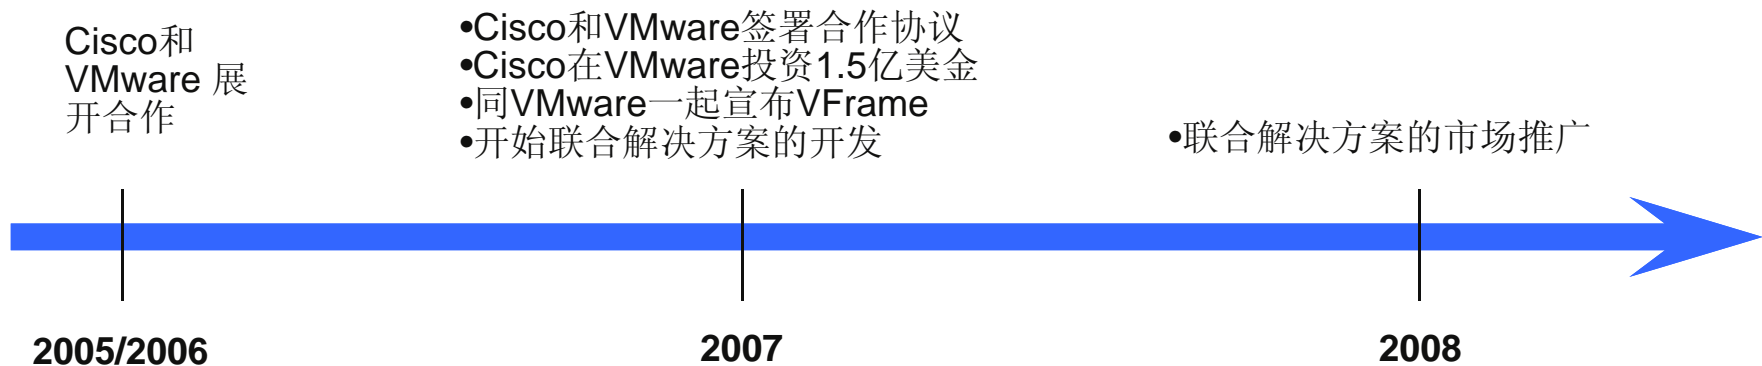 Cisco和
VMware 展
开合作
•Cisco和VMware签署合作协议
•Cisco在VMware投资1.5亿美金
•同VMware一起宣布VFrame
•开始联合解决方案的开发
•联合解决方案的市场推广
2005/2006
2007
2008